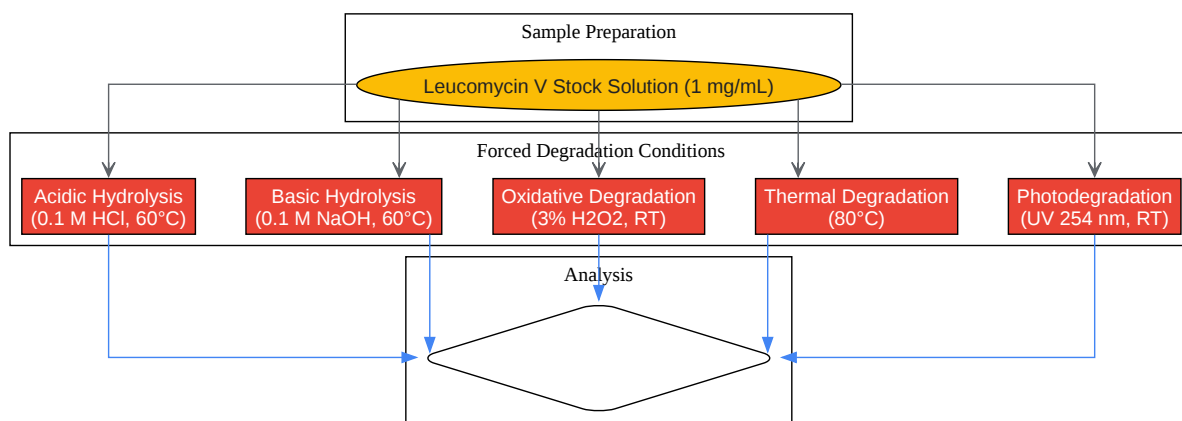 Sample Preparation
Leucomycin V Stock Solution (1 mg/mL)
Forced Degradation Conditions
Acidic Hydrolysis
(0.1 M HCl, 60°C)
Basic Hydrolysis
(0.1 M NaOH, 60°C)
Oxidative Degradation
(3% H2O2, RT)
Thermal Degradation
(80°C)
Photodegradation
(UV 254 nm, RT)
Analysis